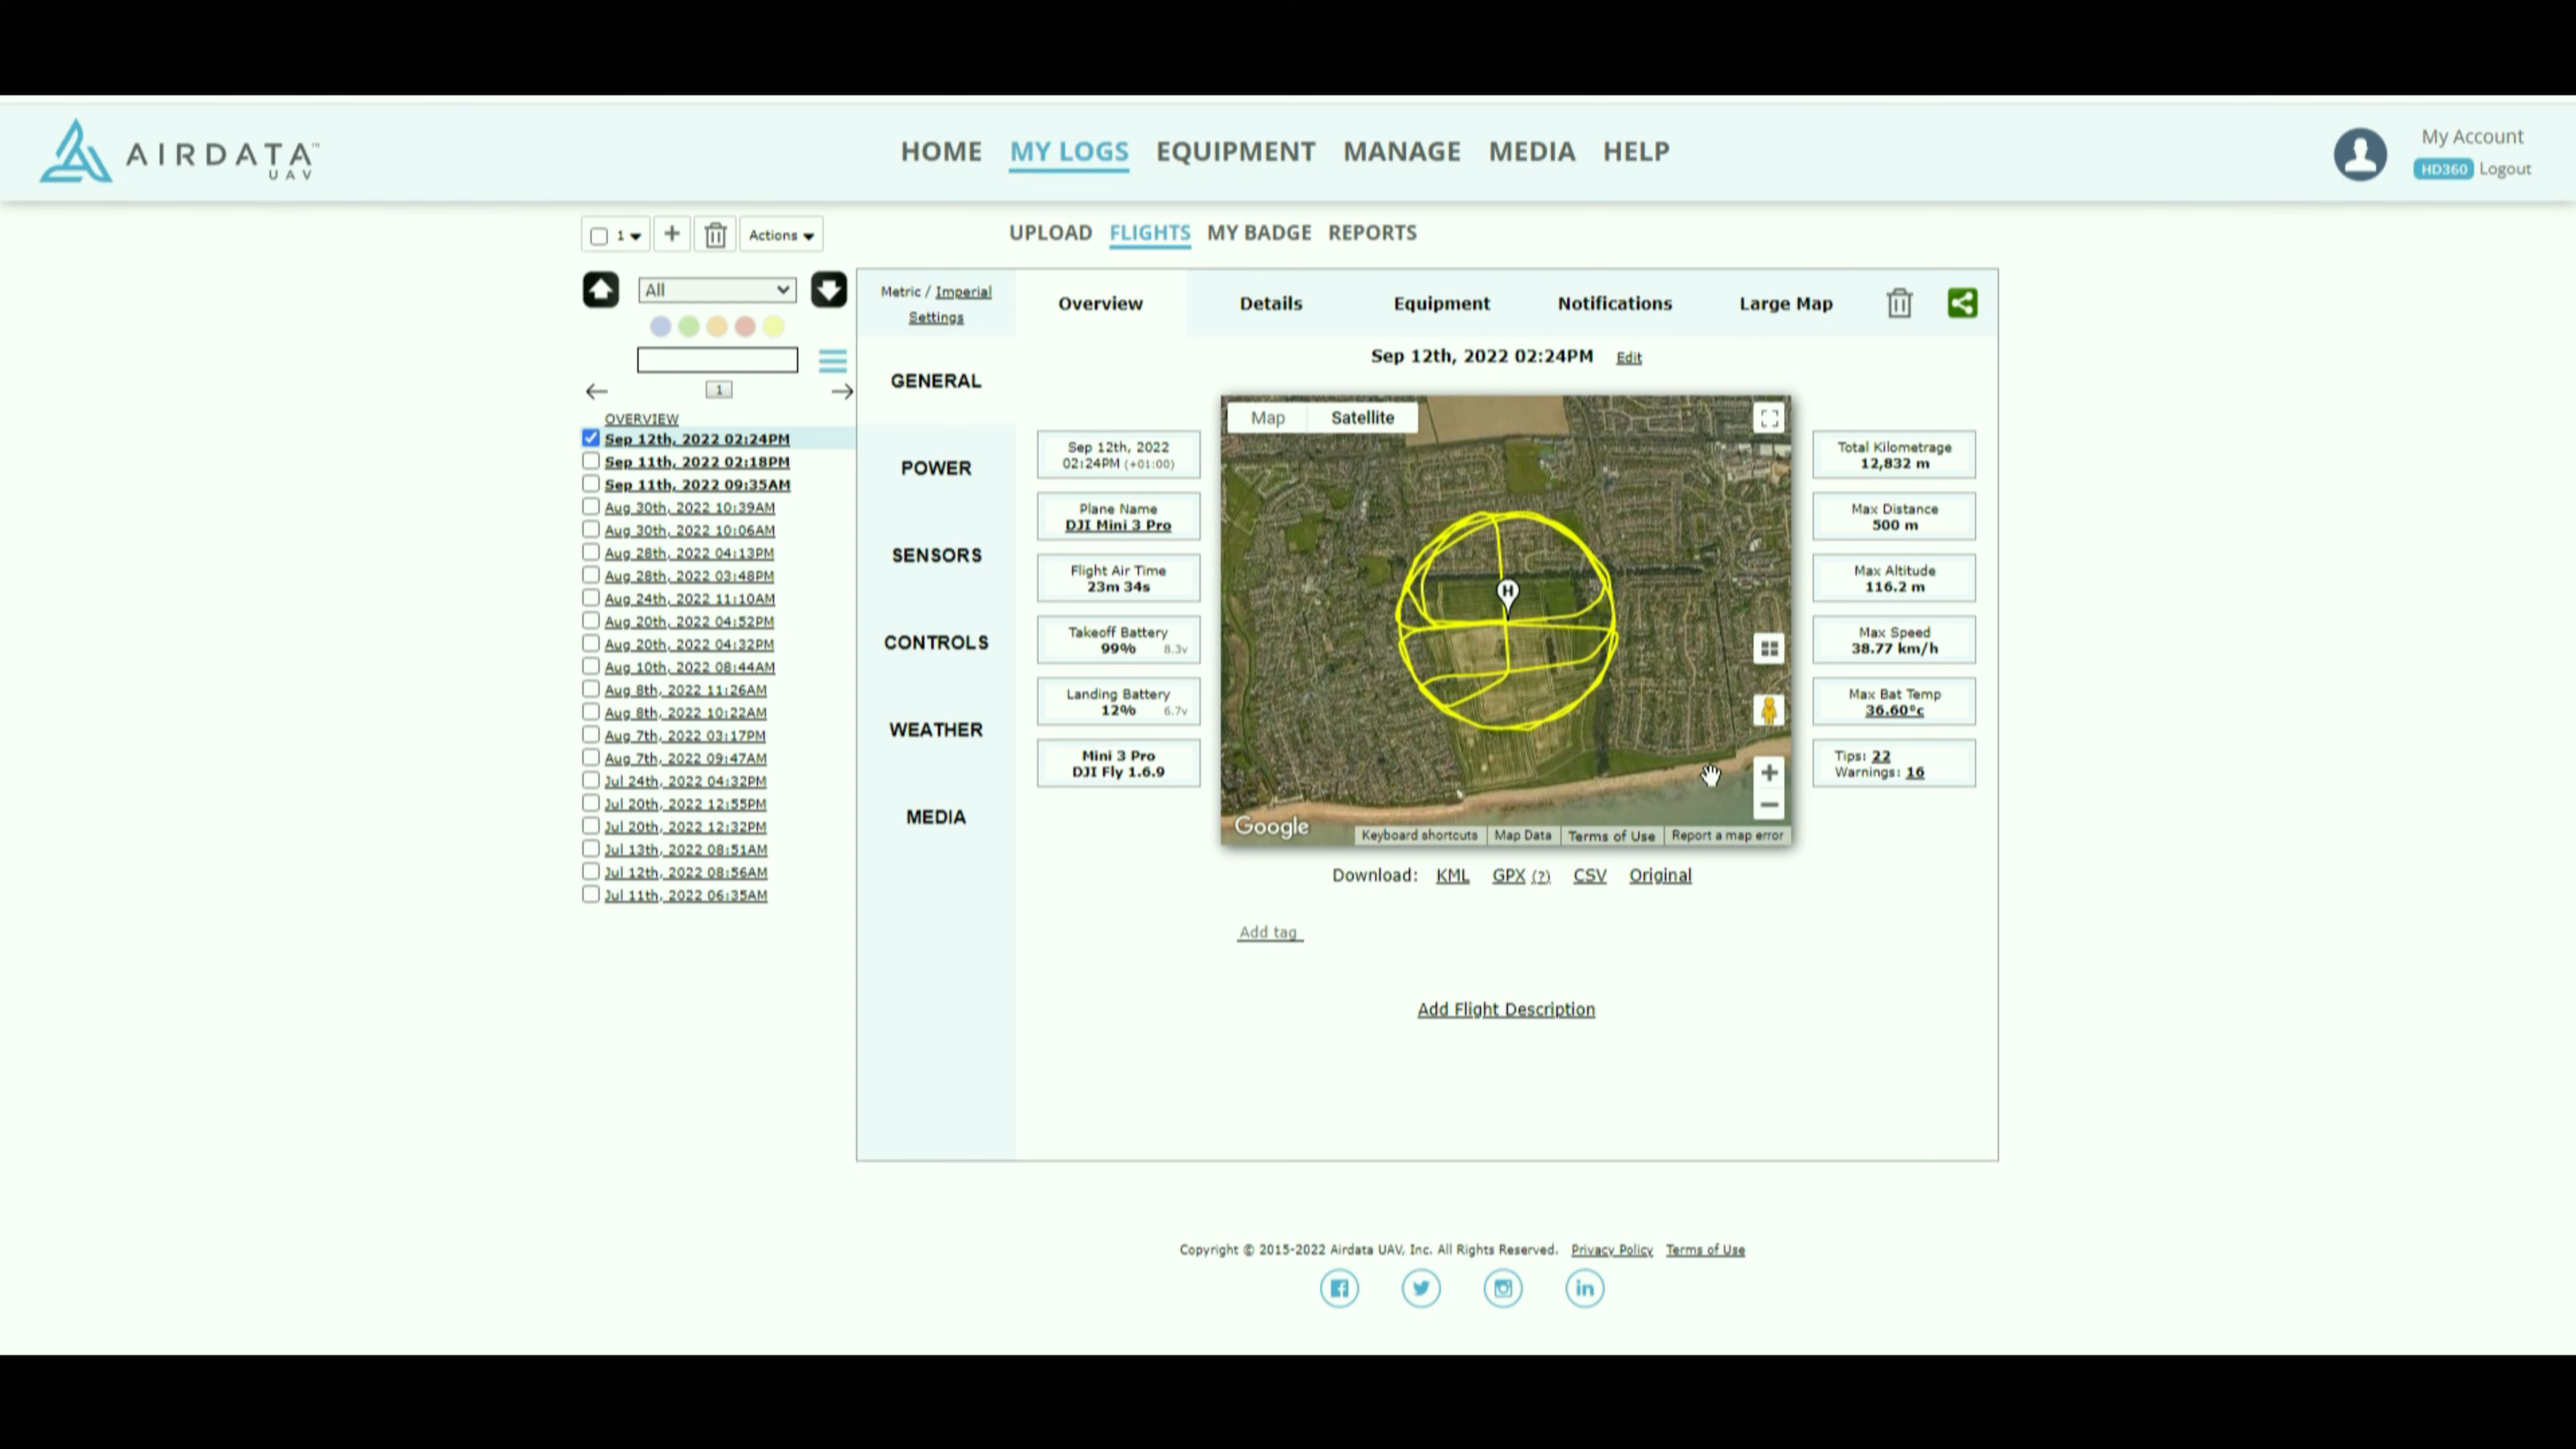 AIRDATA™
UAV
HOME MY LOGS EQUIPMENT MANAGE MEDIA HELP
My Account
HD360 Logout
1 Actions
UPLOAD FLIGHTS MY BADGE REPORTS
All
1
OVERVIEW
Sep 12th, 2022 02:24PM
Sep 11th, 2022 02:18PM
Sep 11th, 2022 09:35AM
Aug 30th, 2022 10:39AM
Aug 30th, 2022 10:06AM
Aug 28th, 2022 04:13PM
Aug 28th, 2022 03:48PM
Aug 24th, 2022 11:10AM
Aug 20th, 2022 04:52PM
Aug 20th, 2022 04:32PM
Aug 10th, 2022 08:44AM
Aug 8th, 2022 11:26AM
Aug 8th, 2022 10:22AM
Aug 7th, 2022 03:17PM
Aug 7th, 2022 09:47AM
Jul 24th, 2022 04:32PM
Jul 20th, 2022 12:55PM
Jul 20th, 2022 12:32PM
Jul 13th, 2022 08:51AM
Jul 12th, 2022 08:56AM
Jul 11th, 2022 06:35AM
Metric / Imperial
Settings
Overview Details Equipment Notifications Large Map
GENERAL
POWER
SENSORS
CONTROLS
WEATHER
MEDIA
Sep 12th, 2022 02:24PM Edit
Sep 12th, 2022
02:24PM (+01:00)
Plane Name
DJI Mini 3 Pro
Flight Air Time
23m 34s
Takeoff Battery
99% 8.3v
Landing Battery
12% 6.7v
Mini 3 Pro
DJI Fly 1.6.9
Map Satellite
H
Google
Keyboard shortcuts Map Data Terms of Use Report a map error
Total Kilometrage
12,832 m
Max Distance
500 m
Max Altitude
116.2 m
Max Speed
38.77 km/h
Max Bat Temp
36.60°c
Tips: 22
Warnings: 16
Download: KML GPX (?) CSV Original
Add tag
Add Flight Description
Copyright © 2015-2022 Airdata UAV, Inc. All Rights Reserved. Privacy Policy Terms of Use